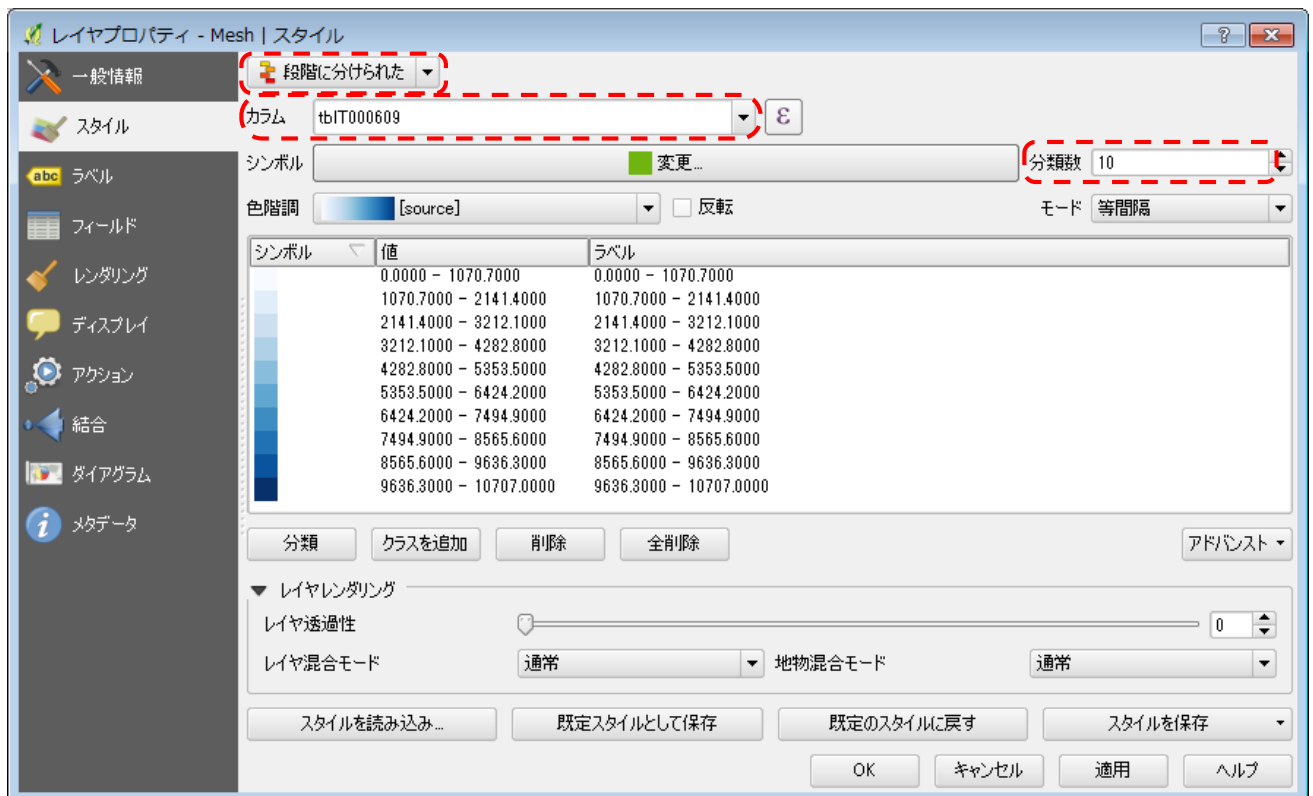 レイヤプロパティ - Mesh | スタイル
一般情報
スタイル
abc ラベル
フィールド
レンダリング
ディスプレイ
アクション
結合
ダイアグラム
メタデータ
段階に分けられた
カラム tblT000609 ε
シンボル 変更... 分類数 10
色階調 [source] 反転 モード 等間隔
シンボル 値 ラベル
0.0000 - 1070.7000 0.0000 - 1070.7000
1070.7000 - 2141.4000 1070.7000 - 2141.4000
2141.4000 - 3212.1000 2141.4000 - 3212.1000
3212.1000 - 4282.8000 3212.1000 - 4282.8000
4282.8000 - 5353.5000 4282.8000 - 5353.5000
5353.5000 - 6424.2000 5353.5000 - 6424.2000
6424.2000 - 7494.9000 6424.2000 - 7494.9000
7494.9000 - 8565.6000 7494.9000 - 8565.6000
8565.6000 - 9636.3000 8565.6000 - 9636.3000
9636.3000 - 10707.0000 9636.3000 - 10707.0000
分類 クラスを追加 削除 全削除 アドバンスト
レイヤレンダリング
レイヤ透過性 0
レイヤ混合モード 通常 地物混合モード 通常
スタイルを読み込み... 既定スタイルとして保存 既定のスタイルに戻す スタイルを保存
OK キャンセル 適用 ヘルプ